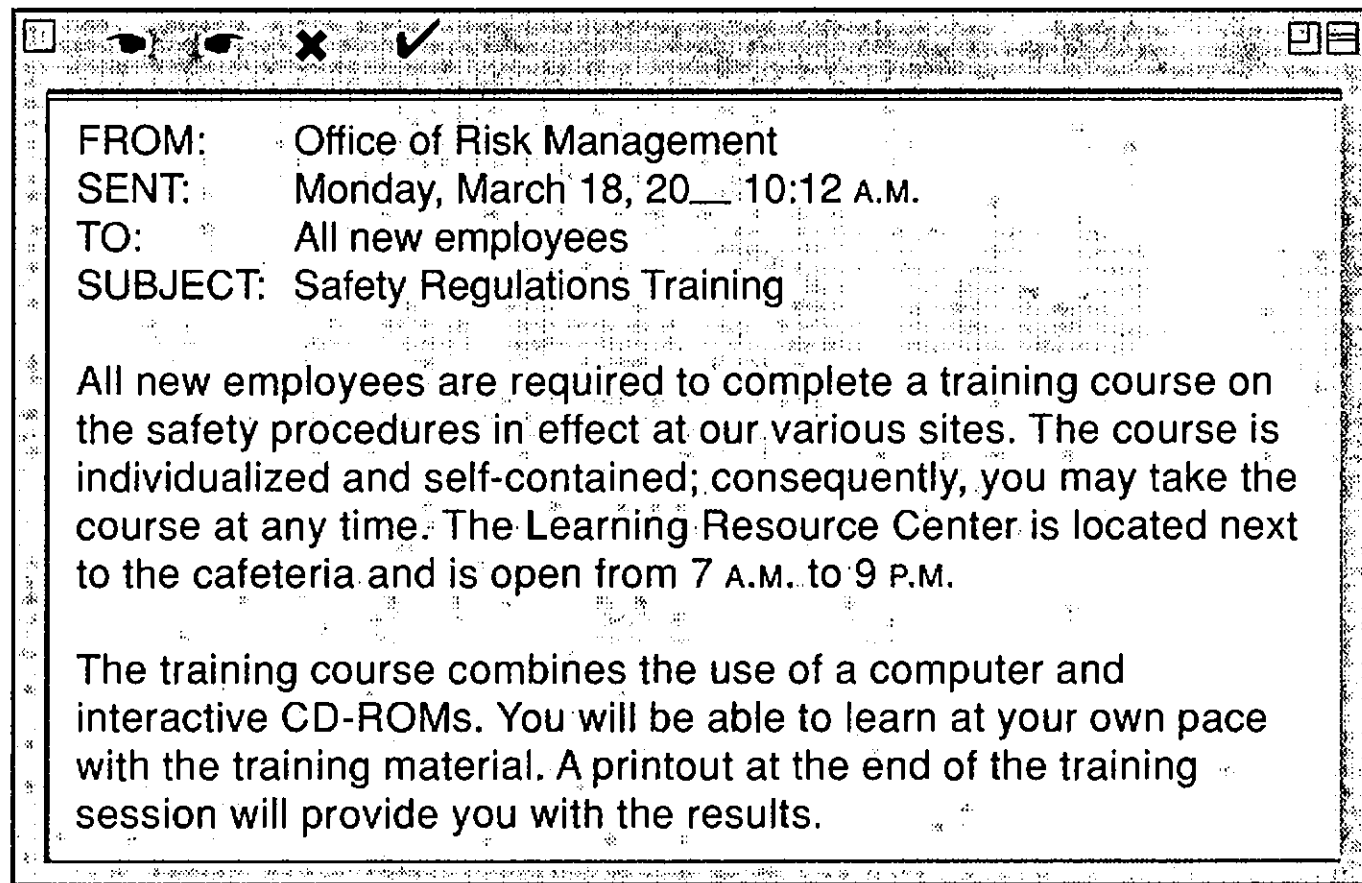 FROM: Office of Risk Management
SENT: Monday, March 18, 20__ 10:12 A.M.
TO: All new employees
SUBJECT: Safety Regulations Training
All new employees are required to complete a training course on
the safety procedures in effect at our various sites. The course is
individualized and self-contained; consequently, you may take the
course at any time. The Learning Resource Center is located next
to the cafeteria and is open from 7 A.M. to 9 P.M.
The training course combines the use of a computer and
interactive CD-ROMs. You will be able to learn at your own pace
with the training material. A printout at the end of the training
session will provide you with the results.